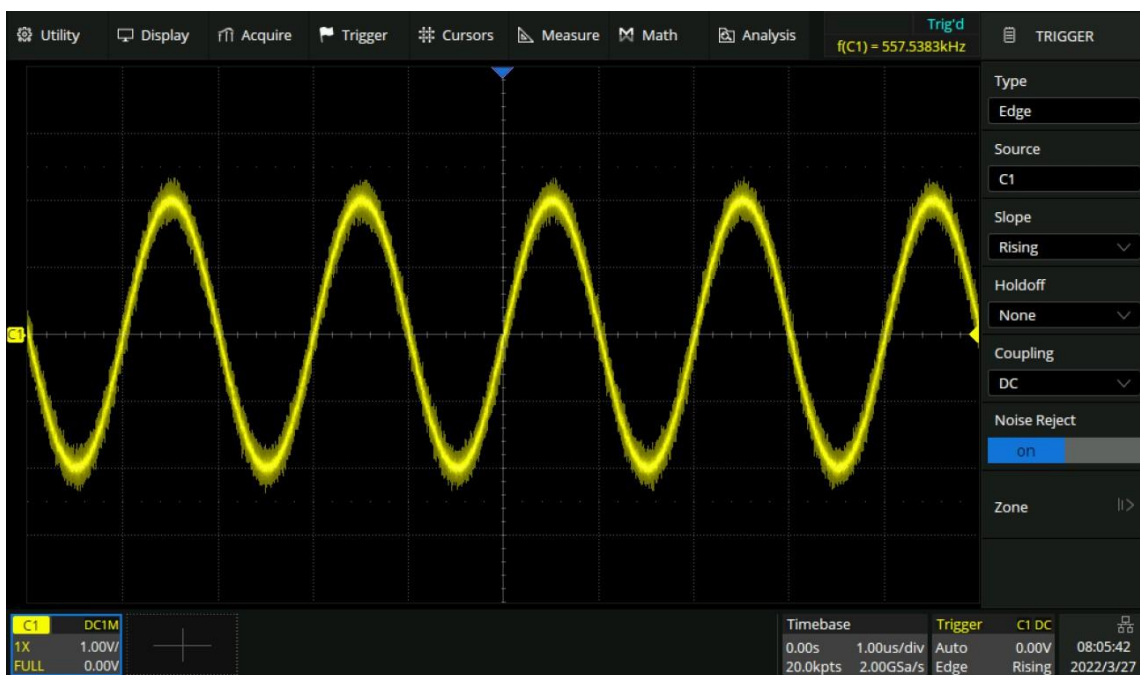 Utility Display Acquire Trigger Cursors Measure Math Analysis
Trig'd
f(C1) = 557.5383kHz
TRIGGER
Type
Edge
Source
C1
Slope
Rising
Holdoff
None
Coupling
DC
Noise Reject
on
Zone
C1
C1 DC1M
1X 1.00V/
FULL 0.00V
Timebase
0.00s 1.00us/div
20.0kpts 2.00GSa/s
Trigger C1 DC
Auto 0.00V
Edge Rising
08:05:42
2022/3/27